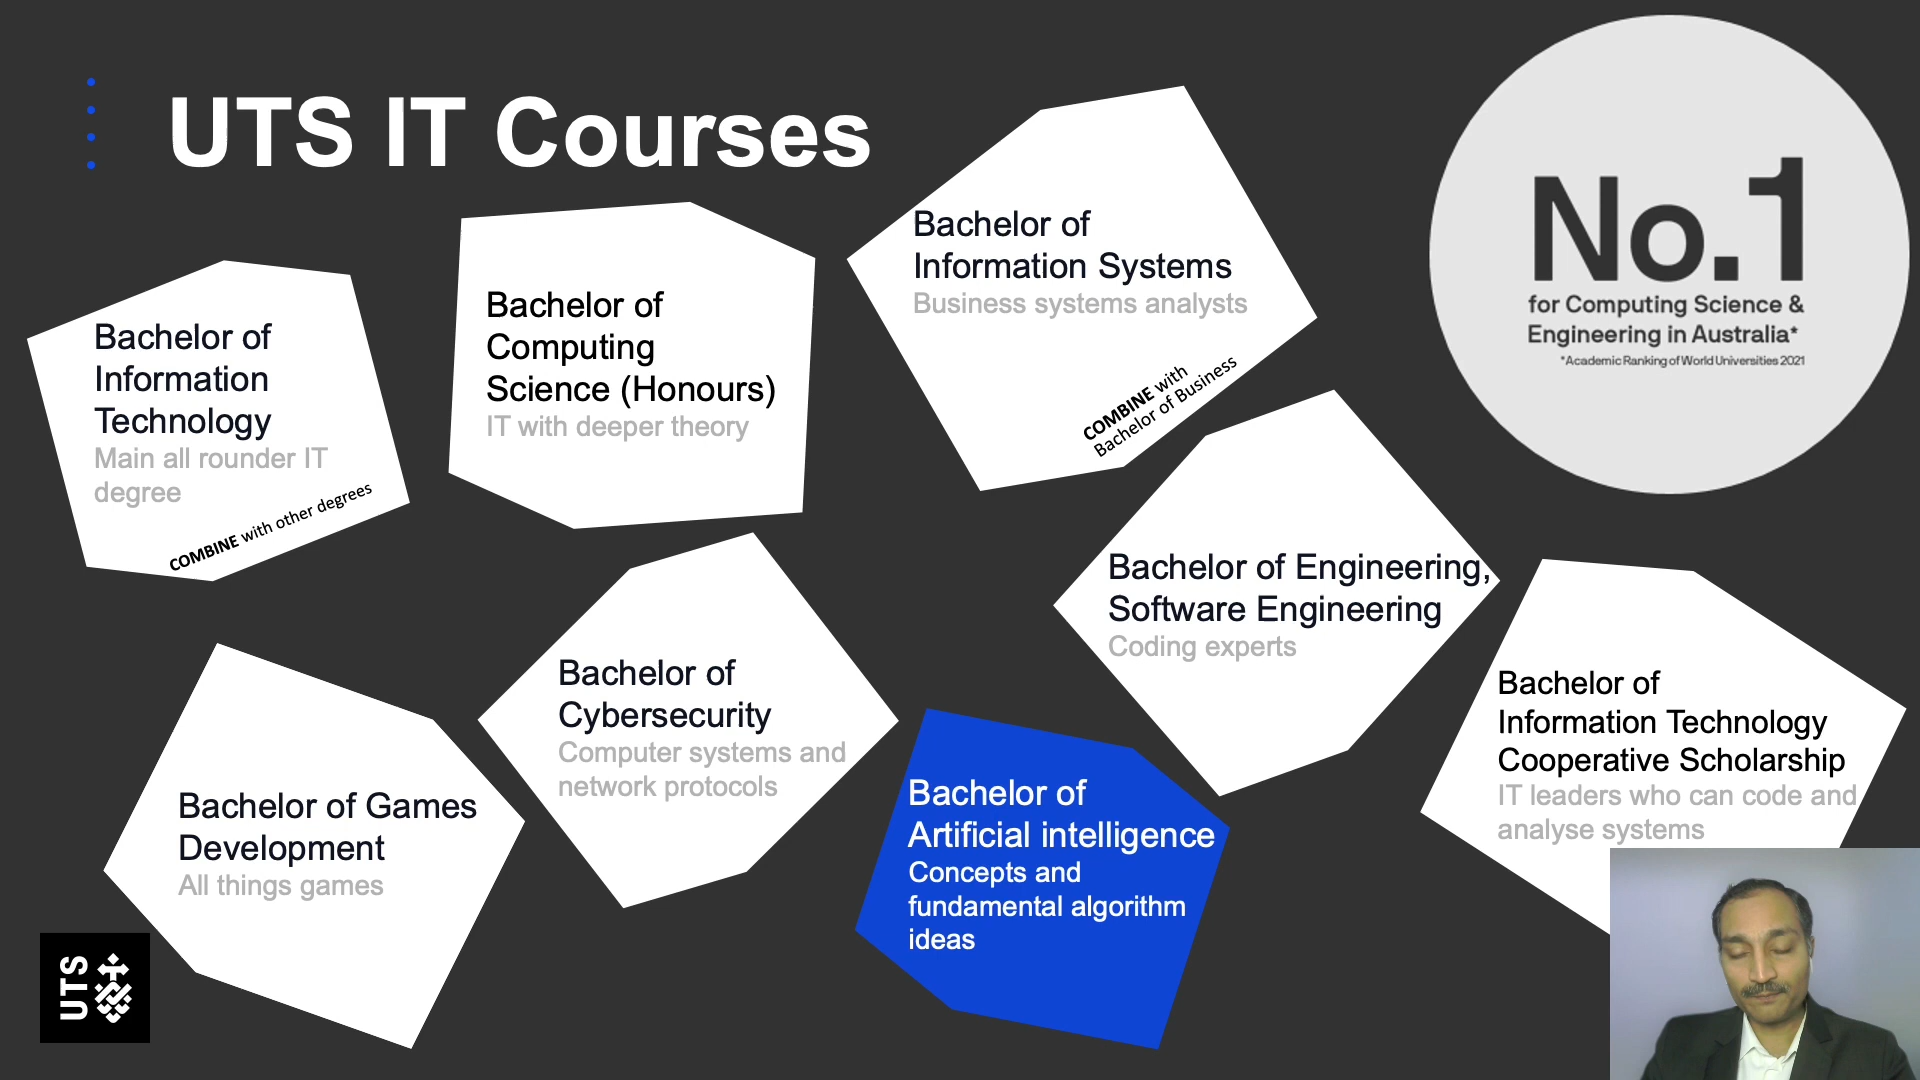 UTS IT Courses
No.1
for Computing Science &
Engineering in Australia*
*Academic Ranking of World Universities 2021
Bachelor of
Information
Technology
Main all rounder IT
degree
COMBINE with other degrees
Bachelor of
Computing
Science (Honours)
IT with deeper theory
Bachelor of
Information Systems
Business systems analysts
COMBINE with
Bachelor of Business
Bachelor of Engineering,
Software Engineering
Coding experts
Bachelor of
Information Technology
Cooperative Scholarship
IT leaders who can code and
analyse systems
Bachelor of Games
Development
All things games
Bachelor of
Cybersecurity
Computer systems and
network protocols
Bachelor of
Artificial intelligence
Concepts and
fundamental algorithm
ideas
UTS